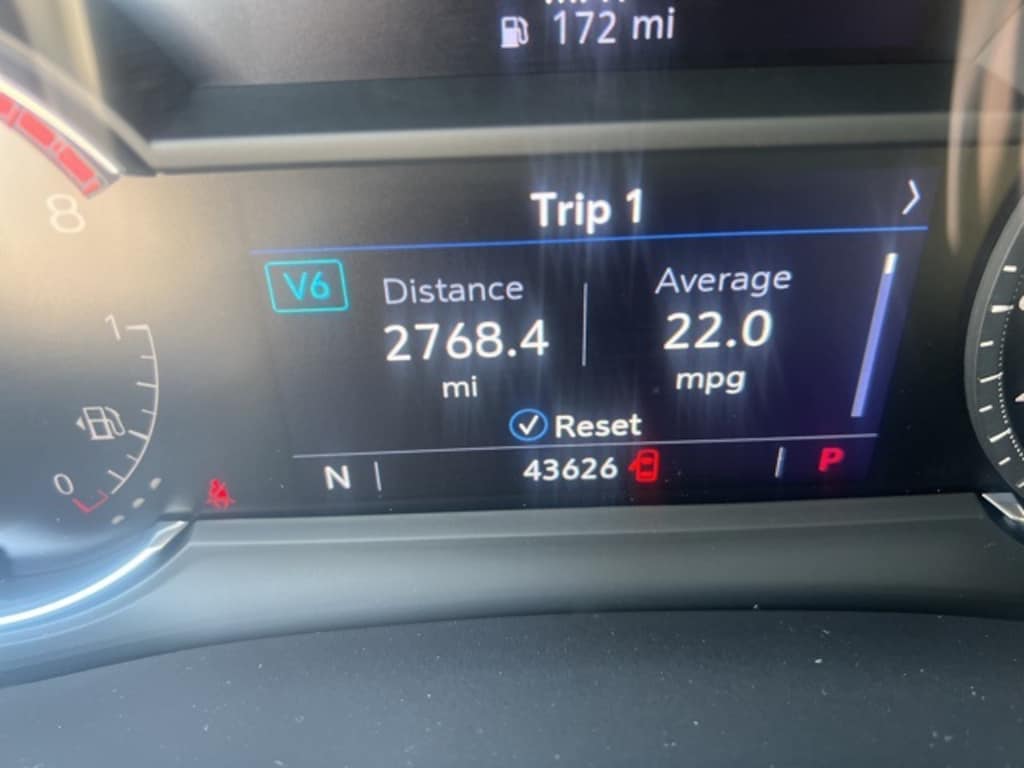 172 mi
Trip 1
8
V6
Distance
2768.4
mi
Average
22.0
mpg
Reset
1
0
N
43626
P